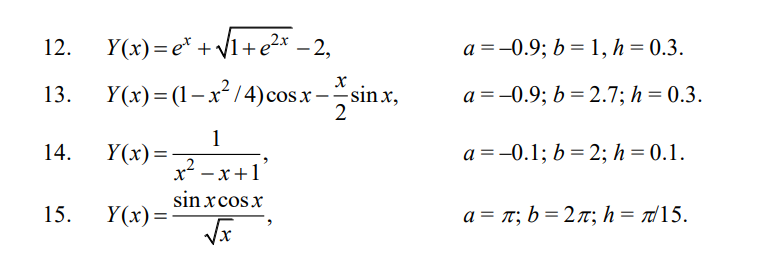 12. Y(x) = e^x + √(1 + e^{2x}) – 2, a = –0.9; b = 1, h = 0.3.
13. Y(x) = (1 – x²/4) cos x – x/2 sin x, a = –0.9; b = 2.7; h = 0.3.
14. Y(x) = 1/(x² – x + 1), a = –0.1; b = 2; h = 0.1.
15. Y(x) = sin x cos x/√x, a = π; b = 2π; h = π/15.